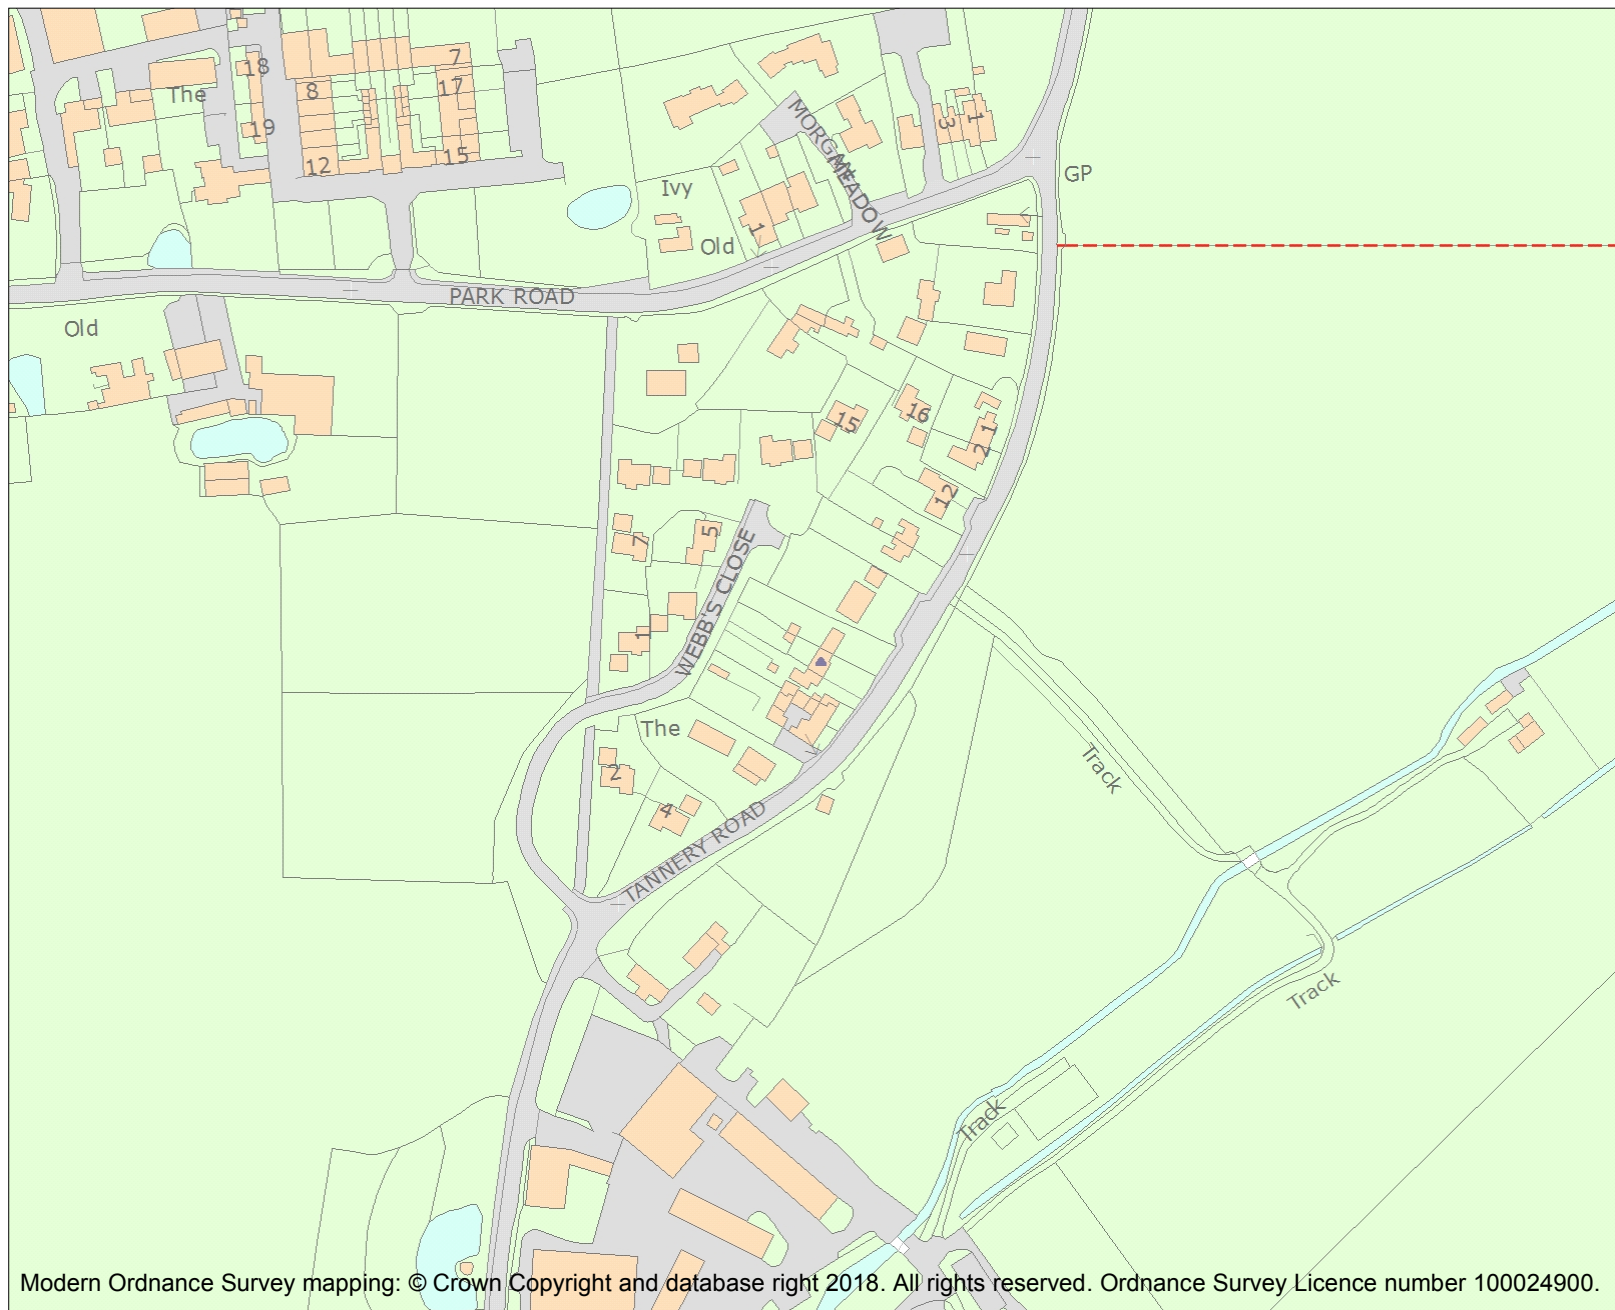 7
18
17
8
The
3
1
MORGAN
MEADOW
19
12
15
GP
Ivy
1
Old
PARK ROAD
Old
15
16
1
2
12
7
5
WEBB'S CLOSE
1
The
2
4
TANNERY ROAD
Track
Track
Track
Modern Ordnance Survey mapping: © Crown Copyright and database right 2018. All rights reserved. Ordnance Survey Licence number 100024900.